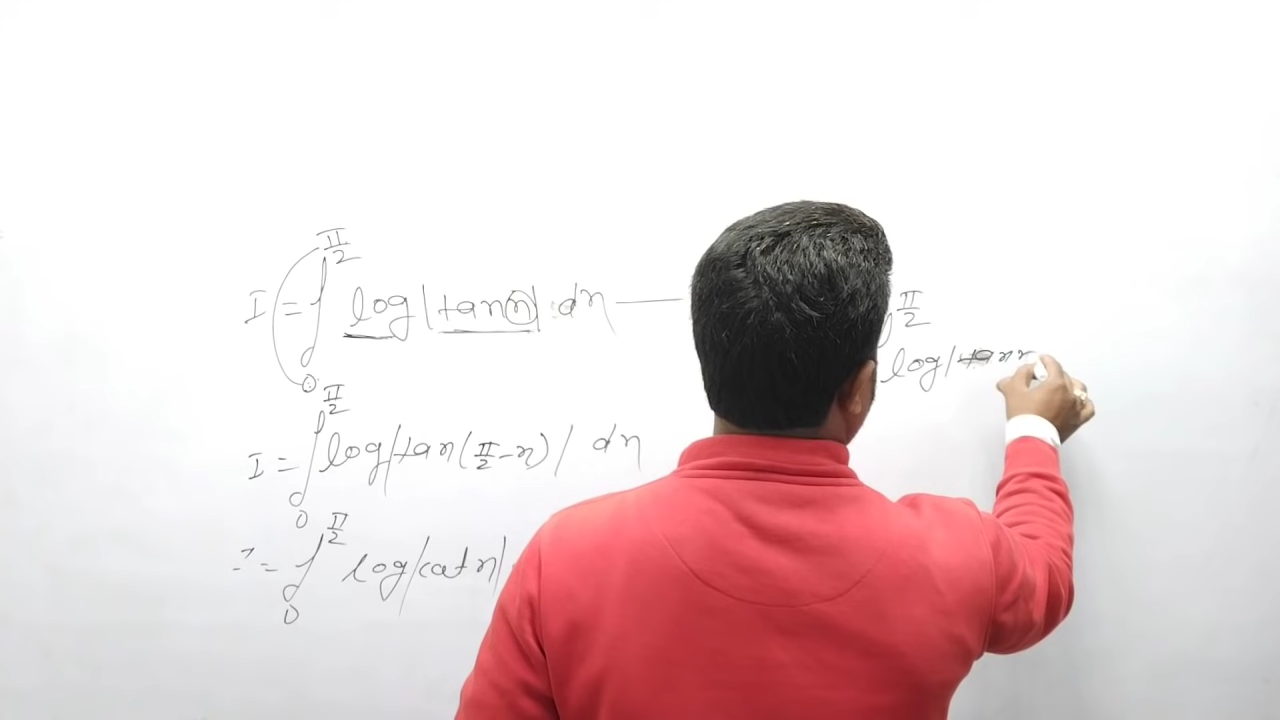 I = ∫₀^π/2 log|tan x| dx —
I = ∫₀^π/2 log|tan(π/2-x)| dx
I = ∫₀^π/2 log|cot x|
∫^π/2 log|tan x